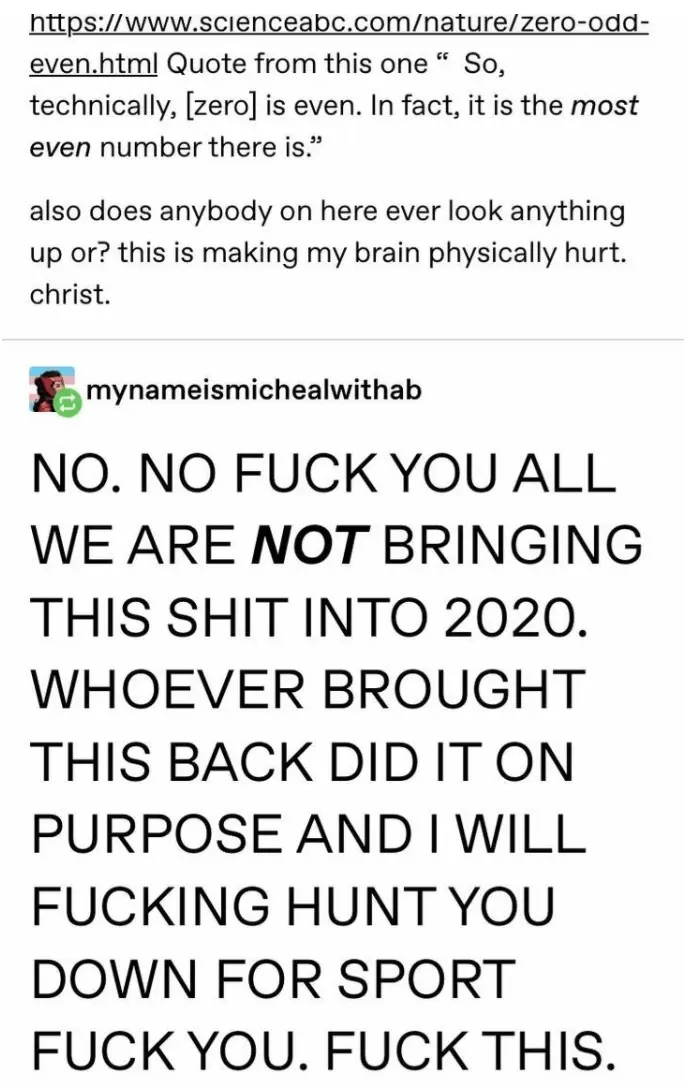 https://www.scienceabc.com/nature/zero-odd-
even.html Quote from this one “ So,
technically, [zero] is even. In fact, it is the most
even number there is.”
also does anybody on here ever look anything
up or? this is making my brain physically hurt.
christ.
mynameismichealwithab
NO. NO FUCK YOU ALL
WE ARE NOT BRINGING
THIS SHIT INTO 2020.
WHOEVER BROUGHT
THIS BACK DID IT ON
PURPOSE AND I WILL
FUCKING HUNT YOU
DOWN FOR SPORT
FUCK YOU. FUCK THIS.